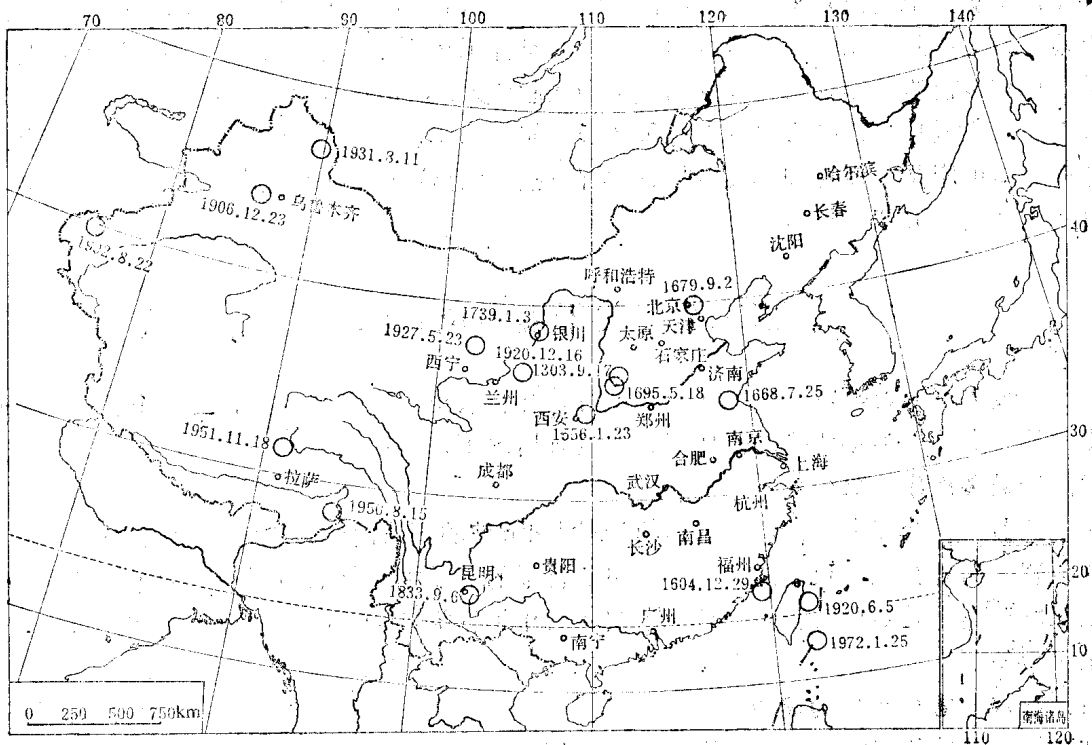 70
80
90
100
110
120
130
140
1931.3.11
哈尔滨
乌鲁木齐
1906.12.23
长春
40
沈阳
呼和浩特
1679.9.2
北京
1739.1.3
天津
银川
太原
1927.5.23
1920.12.16
石家庄
西宁
1303.9.17
济南
兰州
1695.5.18
1668.7.25
西安
郑州
1556.1.23
30
1951.11.18
南京
合肥
上海
成都
拉萨
武汉
杭州
1950.8.15
南昌
长沙
福州
贵阳
昆明
20
1604.12.29
1833.9.6
1920.6.5
广州
南宁
1972.1.25
10
0 250 500 750km
南海诸岛
110
120